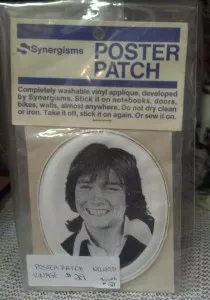 Synergisms
POSTER
PATCH
Completely washable vinyl applique, developed
by Synergisms. Stick it on notebooks, doors,
bikes, walls, almost anywhere. Do not dry clean
or iron. Take it off, stick it on again. Or sew it on.
POSTER PATCH